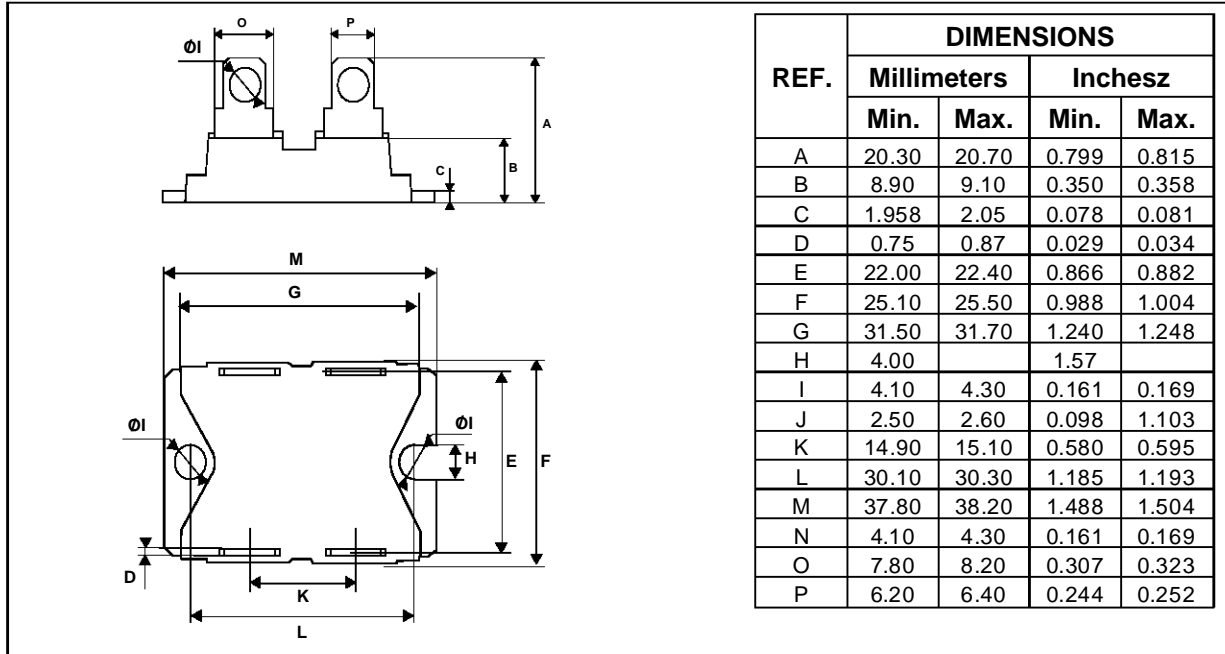 O P
ØI
A
B
C
M
G
ØI ØI
H E F
D
K
L
DIMENSIONS
REF. Millimeters Inchesz
Min. Max. Min. Max.
A 20.30 20.70 0.799 0.815
B 8.90 9.10 0.350 0.358
C 1.958 2.05 0.078 0.081
D 0.75 0.87 0.029 0.034
E 22.00 22.40 0.866 0.882
F 25.10 25.50 0.988 1.004
G 31.50 31.70 1.240 1.248
H 4.00 1.57
I 4.10 4.30 0.161 0.169
J 2.50 2.60 0.098 1.103
K 14.90 15.10 0.580 0.595
L 30.10 30.30 1.185 1.193
M 37.80 38.20 1.488 1.504
N 4.10 4.30 0.161 0.169
O 7.80 8.20 0.307 0.323
P 6.20 6.40 0.244 0.252